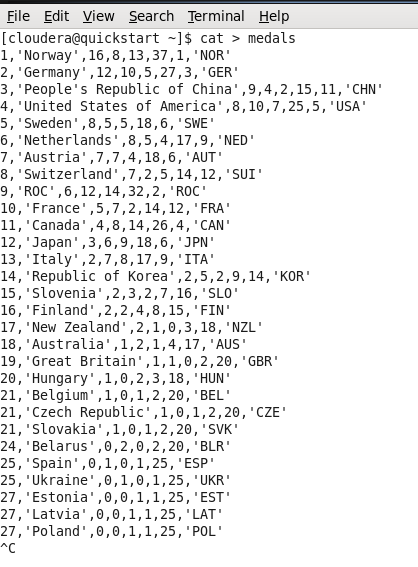 File Edit View Search Terminal Help
[cloudera@quickstart ~]$ cat > medals
1,'Norway',16,8,13,37,1,'NOR'
2,'Germany',12,10,5,27,3,'GER'
3,'People's Republic of China',9,4,2,15,11,'CHN'
4,'United States of America',8,10,7,25,5,'USA'
5,'Sweden',8,5,5,18,6,'SWE'
6,'Netherlands',8,5,4,17,9,'NED'
7,'Austria',7,7,4,18,6,'AUT'
8,'Switzerland',7,2,5,14,12,'SUI'
9,'ROC',6,12,14,32,2,'ROC'
10,'France',5,7,2,14,12,'FRA'
11,'Canada',4,8,14,26,4,'CAN'
12,'Japan',3,6,9,18,6,'JPN'
13,'Italy',2,7,8,17,9,'ITA'
14,'Republic of Korea',2,5,2,9,14,'KOR'
15,'Slovenia',2,3,2,7,16,'SLO'
16,'Finland',2,2,4,8,15,'FIN'
17,'New Zealand',2,1,0,3,18,'NZL'
18,'Australia',1,2,1,4,17,'AUS'
19,'Great Britain',1,1,0,2,20,'GBR'
20,'Hungary',1,0,2,3,18,'HUN'
21,'Belgium',1,0,1,2,20,'BEL'
21,'Czech Republic',1,0,1,2,20,'CZE'
21,'Slovakia',1,0,1,2,20,'SVK'
24,'Belarus',0,2,0,2,20,'BLR'
25,'Spain',0,1,0,1,25,'ESP'
25,'Ukraine',0,1,0,1,25,'UKR'
27,'Estonia',0,0,1,1,25,'EST'
27,'Latvia',0,0,1,1,25,'LAT'
27,'Poland',0,0,1,1,25,'POL'
^C